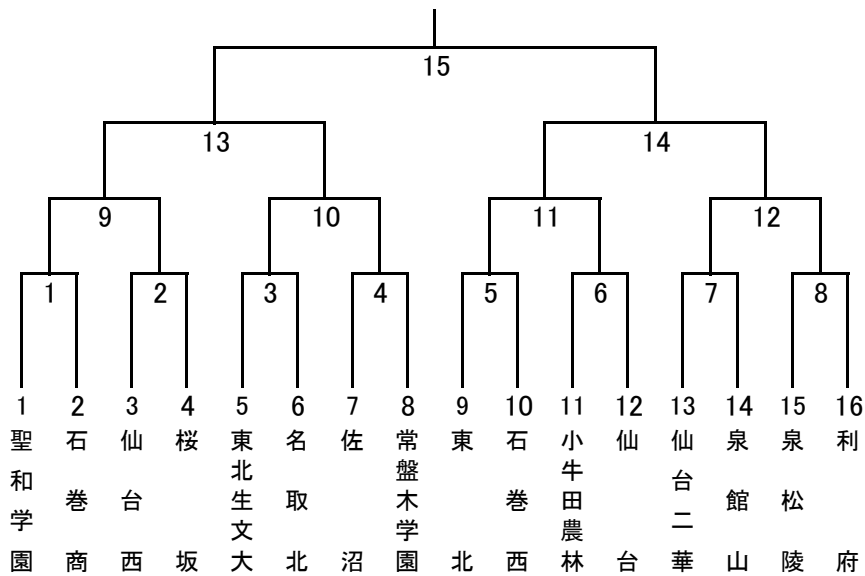 15
13 14
9 10 11 12
1 2 3 4 5 6 7 8
1 2 3 4 5 6 7 8 9 10 11 12 13 14 15 16
聖和学園
石巻商
仙台西
桜坂
東北生文大
名取北
佐沼
常盤木学園
東北
石巻西
小牛田農林
仙台
仙台二華
泉館山
泉松陵
利府